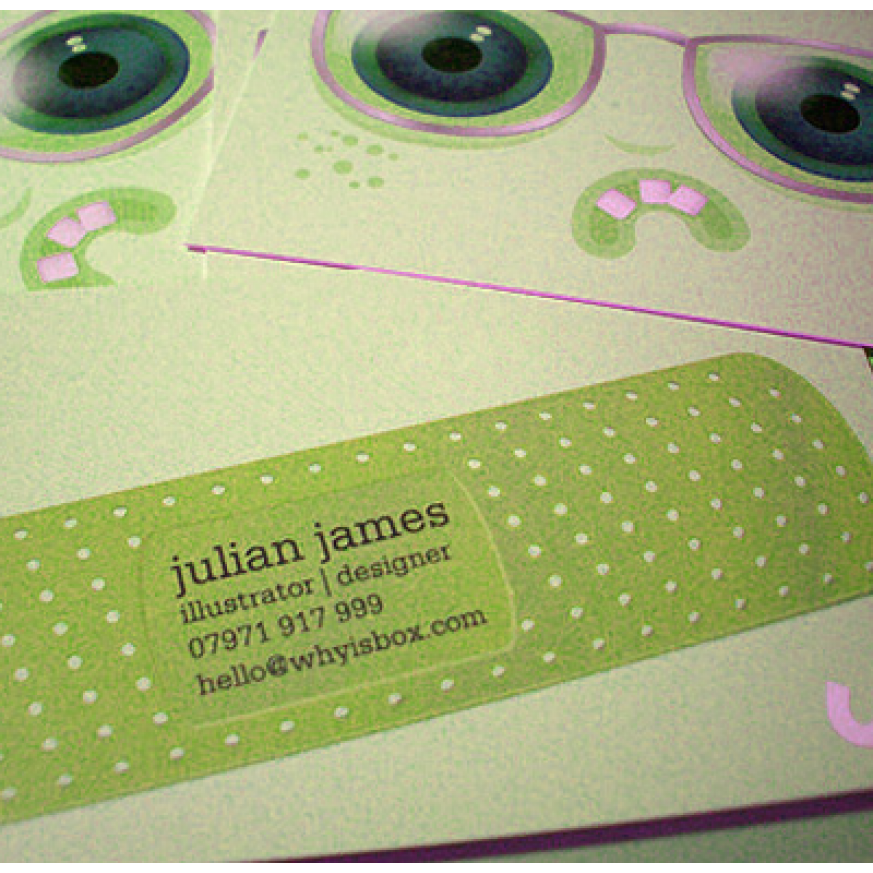 julian james
illustrator | designer
07971 917 999
hello@whyisbox.com